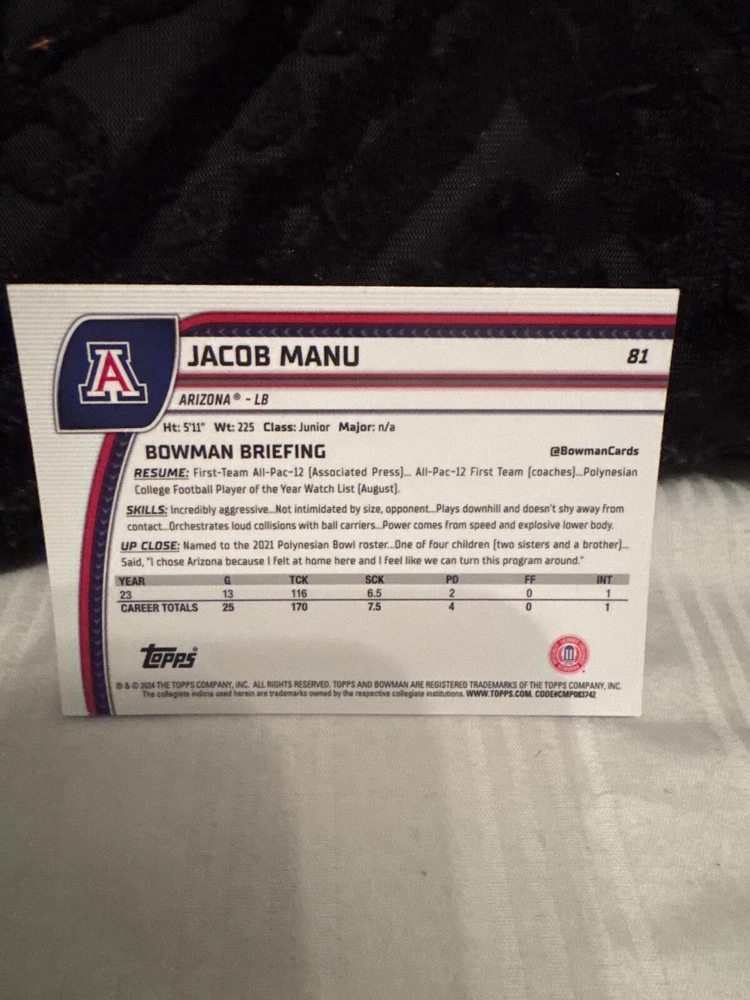 A
JACOB MANU
81
ARIZONA® - LB
Ht: 5'11" Wt: 225 Class: Junior Major: n/a
BOWMAN BRIEFING
@BowmanCards
RESUME: First-Team All-Pac-12 (Associated Press)... All-Pac-12 First Team (coaches)...Polynesian
College Football Player of the Year Watch List (August).
SKILLS: Incredibly aggressive...Not intimidated by size, opponent...Plays downhill and doesn't shy away from
contact...Orchestrates loud collisions with ball carriers...Power comes from speed and explosive lower body.
UP CLOSE: Named to the 2021 Polynesian Bowl roster...One of four children (two sisters and a brother)...
Said, "I chose Arizona because I felt at home here and I feel like we can turn this program around."
YEAR G TCK SCK PD FF INT
23 13 116 6.5 2 0 1
CAREER TOTALS 25 170 7.5 4 0 1
Topps®
® & © 2024 THE TOPPS COMPANY, INC. ALL RIGHTS RESERVED. TOPPS AND BOWMAN ARE REGISTERED TRADEMARKS OF THE TOPPS COMPANY, INC.
The collegiate indicia used herein are trademarks owned by the respective collegiate institutions. WWW.TOPPS.COM. CODE#CMP083742